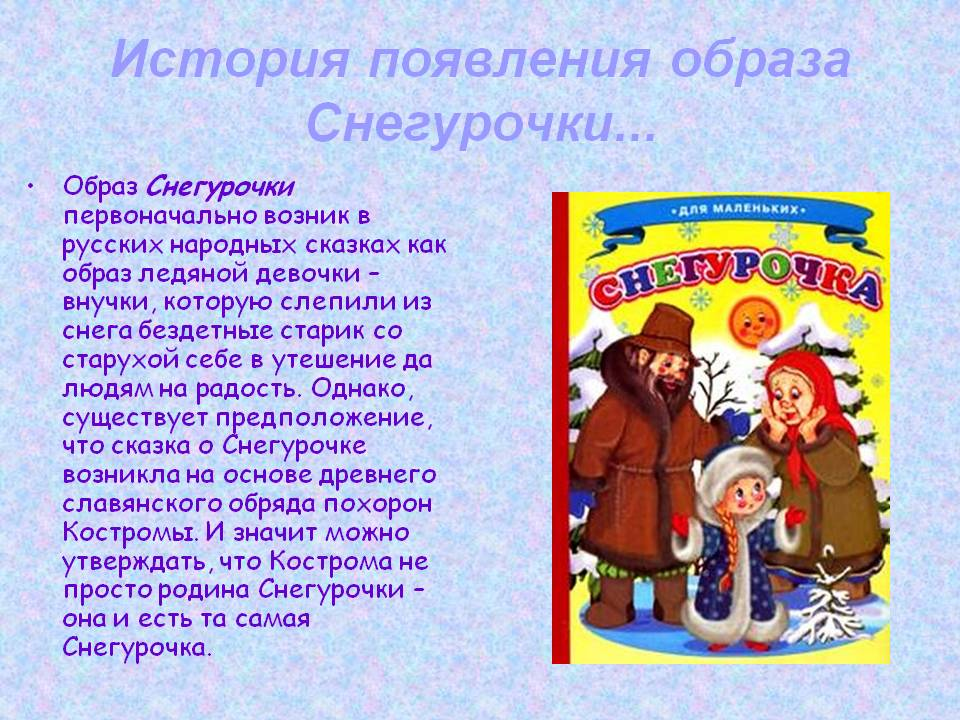 История появления образа
Снегурочки...
• Образ Снегурочки
первоначально возник в
русских народных сказках как
образ ледяной девочки –
внучки, которую слепили из
снега бездетные старик со
старухой себе в утешение да
людям на радость. Однако,
существует предположение,
что сказка о Снегурочке
возникла на основе древнего
славянского обряда похорон
Костромы. И значит можно
утверждать, что Кострома не
просто родина Снегурочки –
она и есть та самая
Снегурочка.
• ДЛЯ МАЛЕНЬКИХ •
СНЕГУРОЧКА